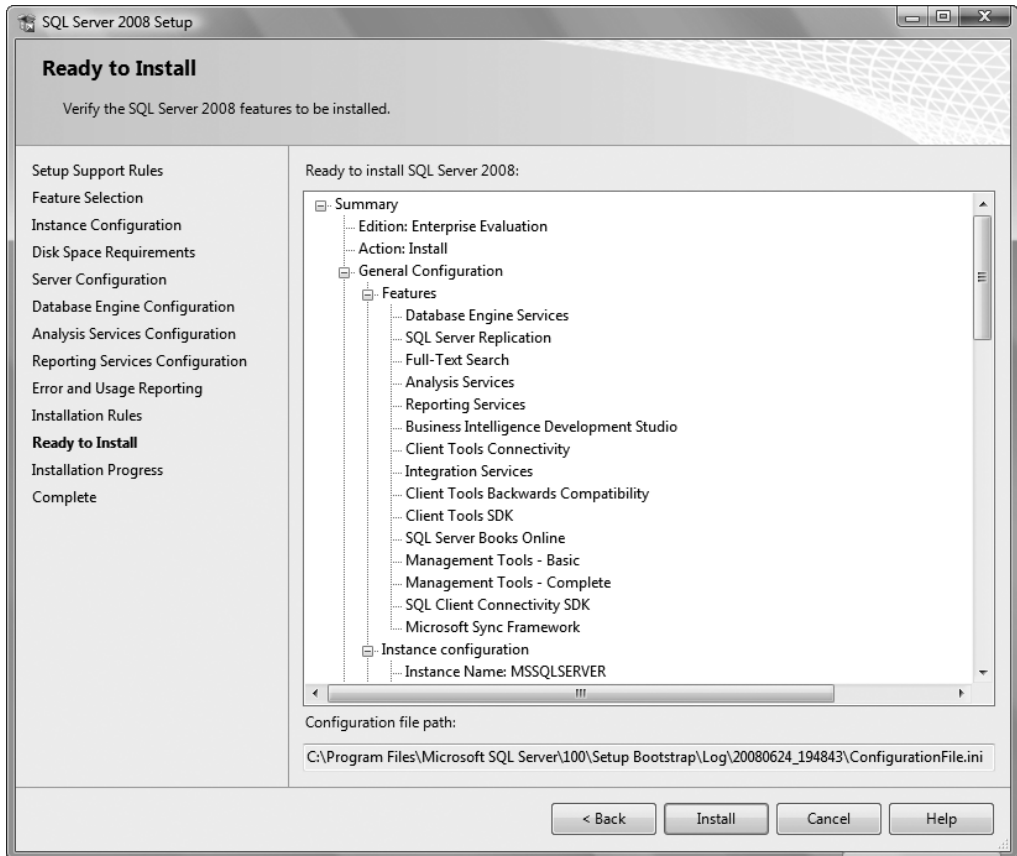 SQL Server 2008 Setup
Ready to Install
Verify the SQL Server 2008 features to be installed.
Setup Support Rules
Feature Selection
Instance Configuration
Disk Space Requirements
Server Configuration
Database Engine Configuration
Analysis Services Configuration
Reporting Services Configuration
Error and Usage Reporting
Installation Rules
Ready to Install
Installation Progress
Complete
Ready to install SQL Server 2008:
Summary
Edition: Enterprise Evaluation
Action: Install
General Configuration
Features
Database Engine Services
SQL Server Replication
Full-Text Search
Analysis Services
Reporting Services
Business Intelligence Development Studio
Client Tools Connectivity
Integration Services
Client Tools Backwards Compatibility
Client Tools SDK
SQL Server Books Online
Management Tools - Basic
Management Tools - Complete
SQL Client Connectivity SDK
Microsoft Sync Framework
Instance configuration
Instance Name: MSSQLSERVER
Configuration file path:
C:\Program Files\Microsoft SQL Server\100\Setup Bootstrap\Log\20080624_194843\ConfigurationFile.ini
< Back
Install
Cancel
Help